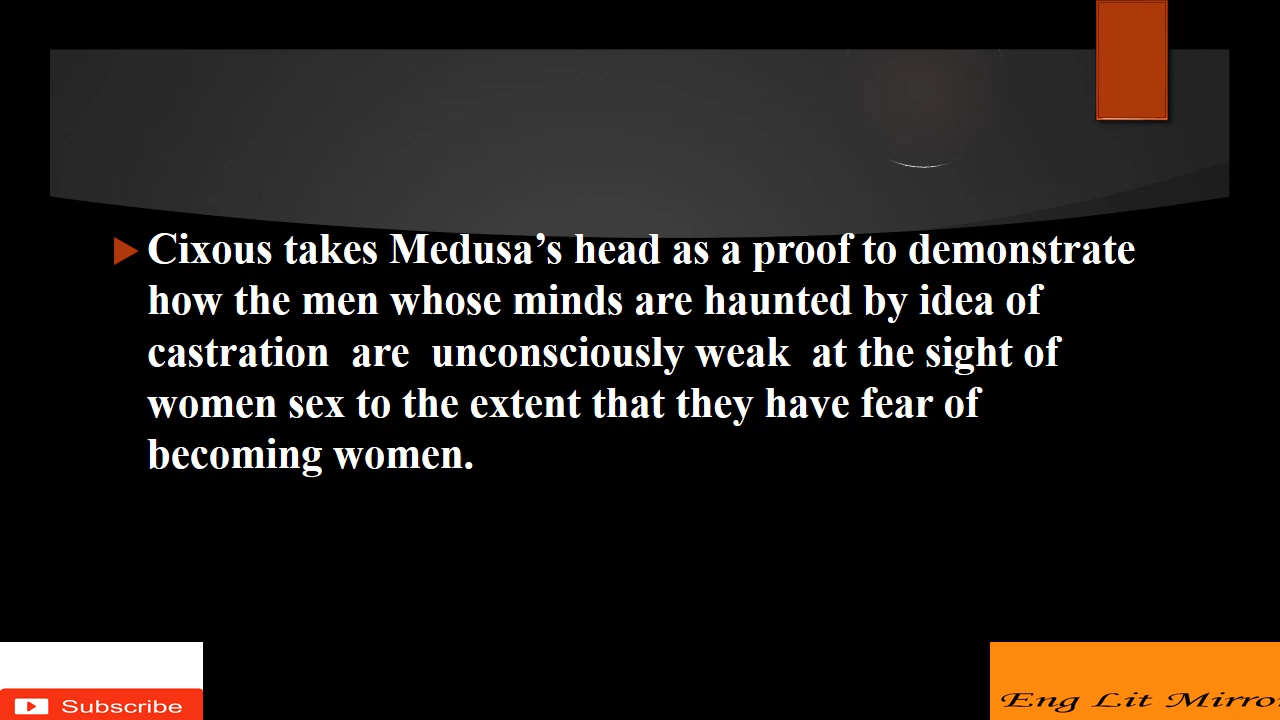 Cixous takes Medusa’s head as a proof to demonstrate
how the men whose minds are haunted by idea of
castration are unconsciously weak at the sight of
women sex to the extent that they have fear of
becoming women.
Subscribe
Eng Lit Mirror